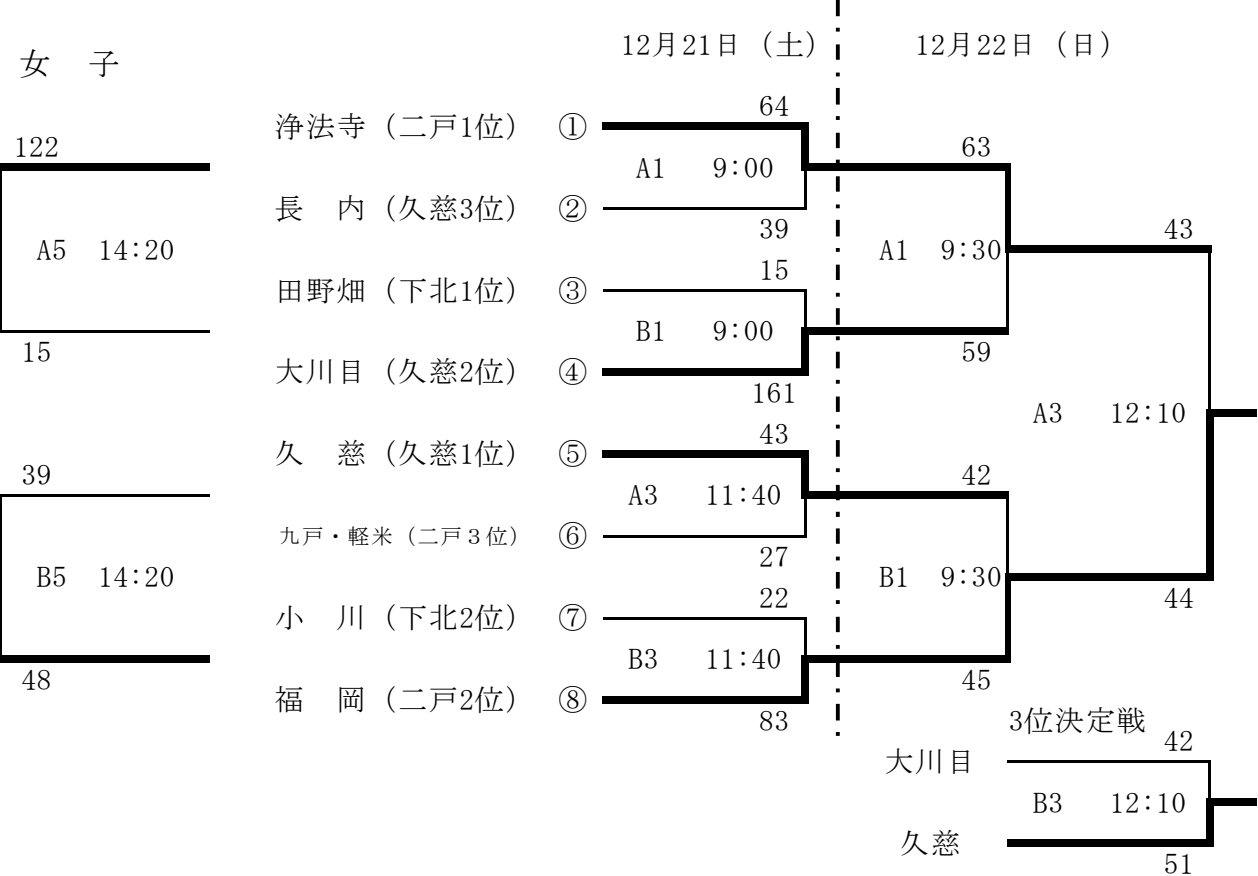 12月21日（土）
12月22日（日）
女　子
64
浄法寺（二戸1位）　①
122
63
A1　9:00
長　内（久慈3位）　②
39
43
A5　14:20
A1　9:30
15
田野畑（下北1位）　③
B1　9:00
15
59
大川目（久慈2位）　④
161
A3　12:10
43
久　慈（久慈1位）　⑤
39
42
A3　11:40
九戸・軽米（二戸３位）　⑥
27
B5　14:20
B1　9:30
22
44
小　川（下北2位）　⑦
B3　11:40
48
45
福　岡（二戸2位）　⑧
83
3位決定戦
42
大川目
B3　12:10
久慈
51